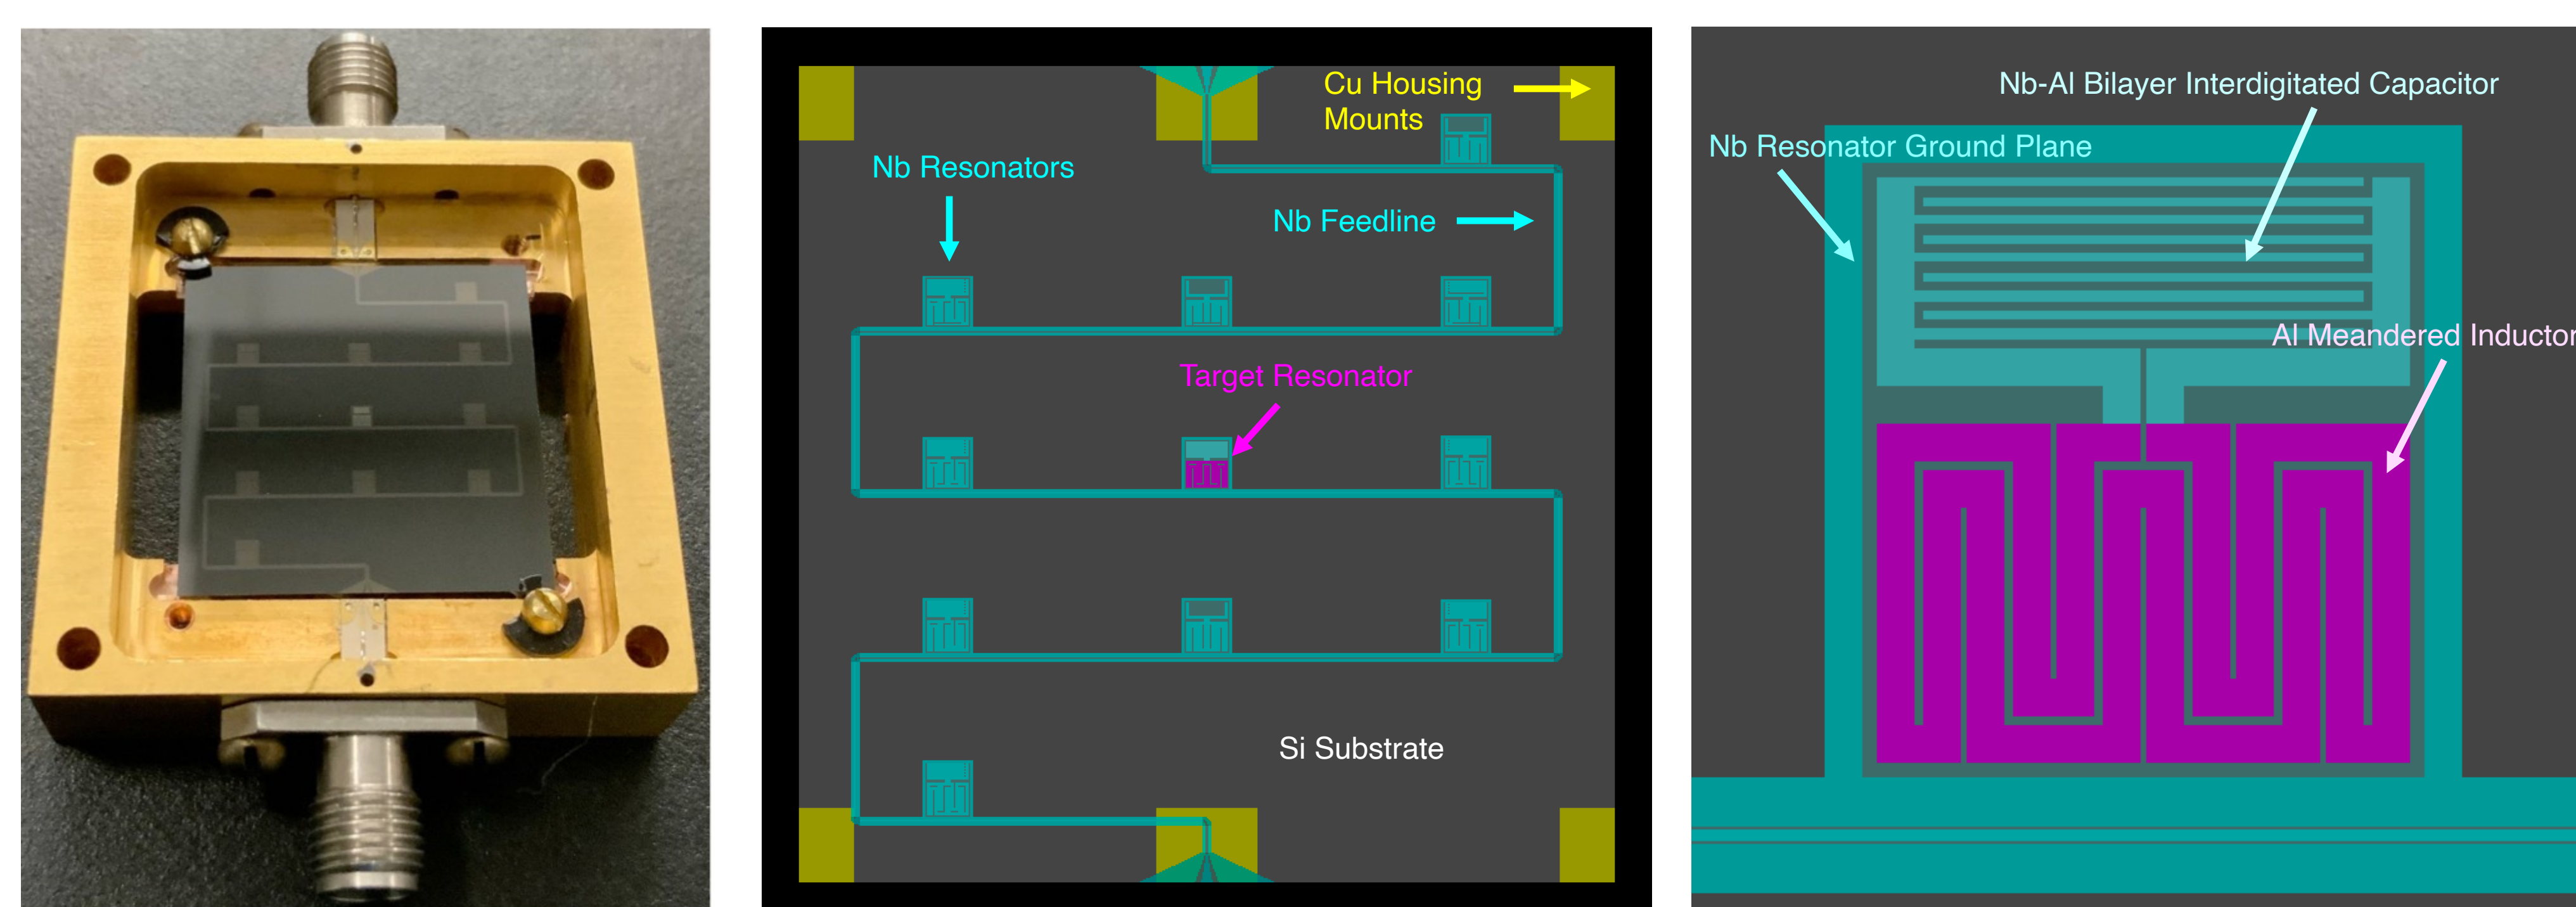 Cu Housing
Mounts
Nb Resonators
Nb Feedline
Target Resonator
Si Substrate
Nb-Al Bilayer Interdigitated Capacitor
Nb Resonator Ground Plane
Al Meandered Inductor